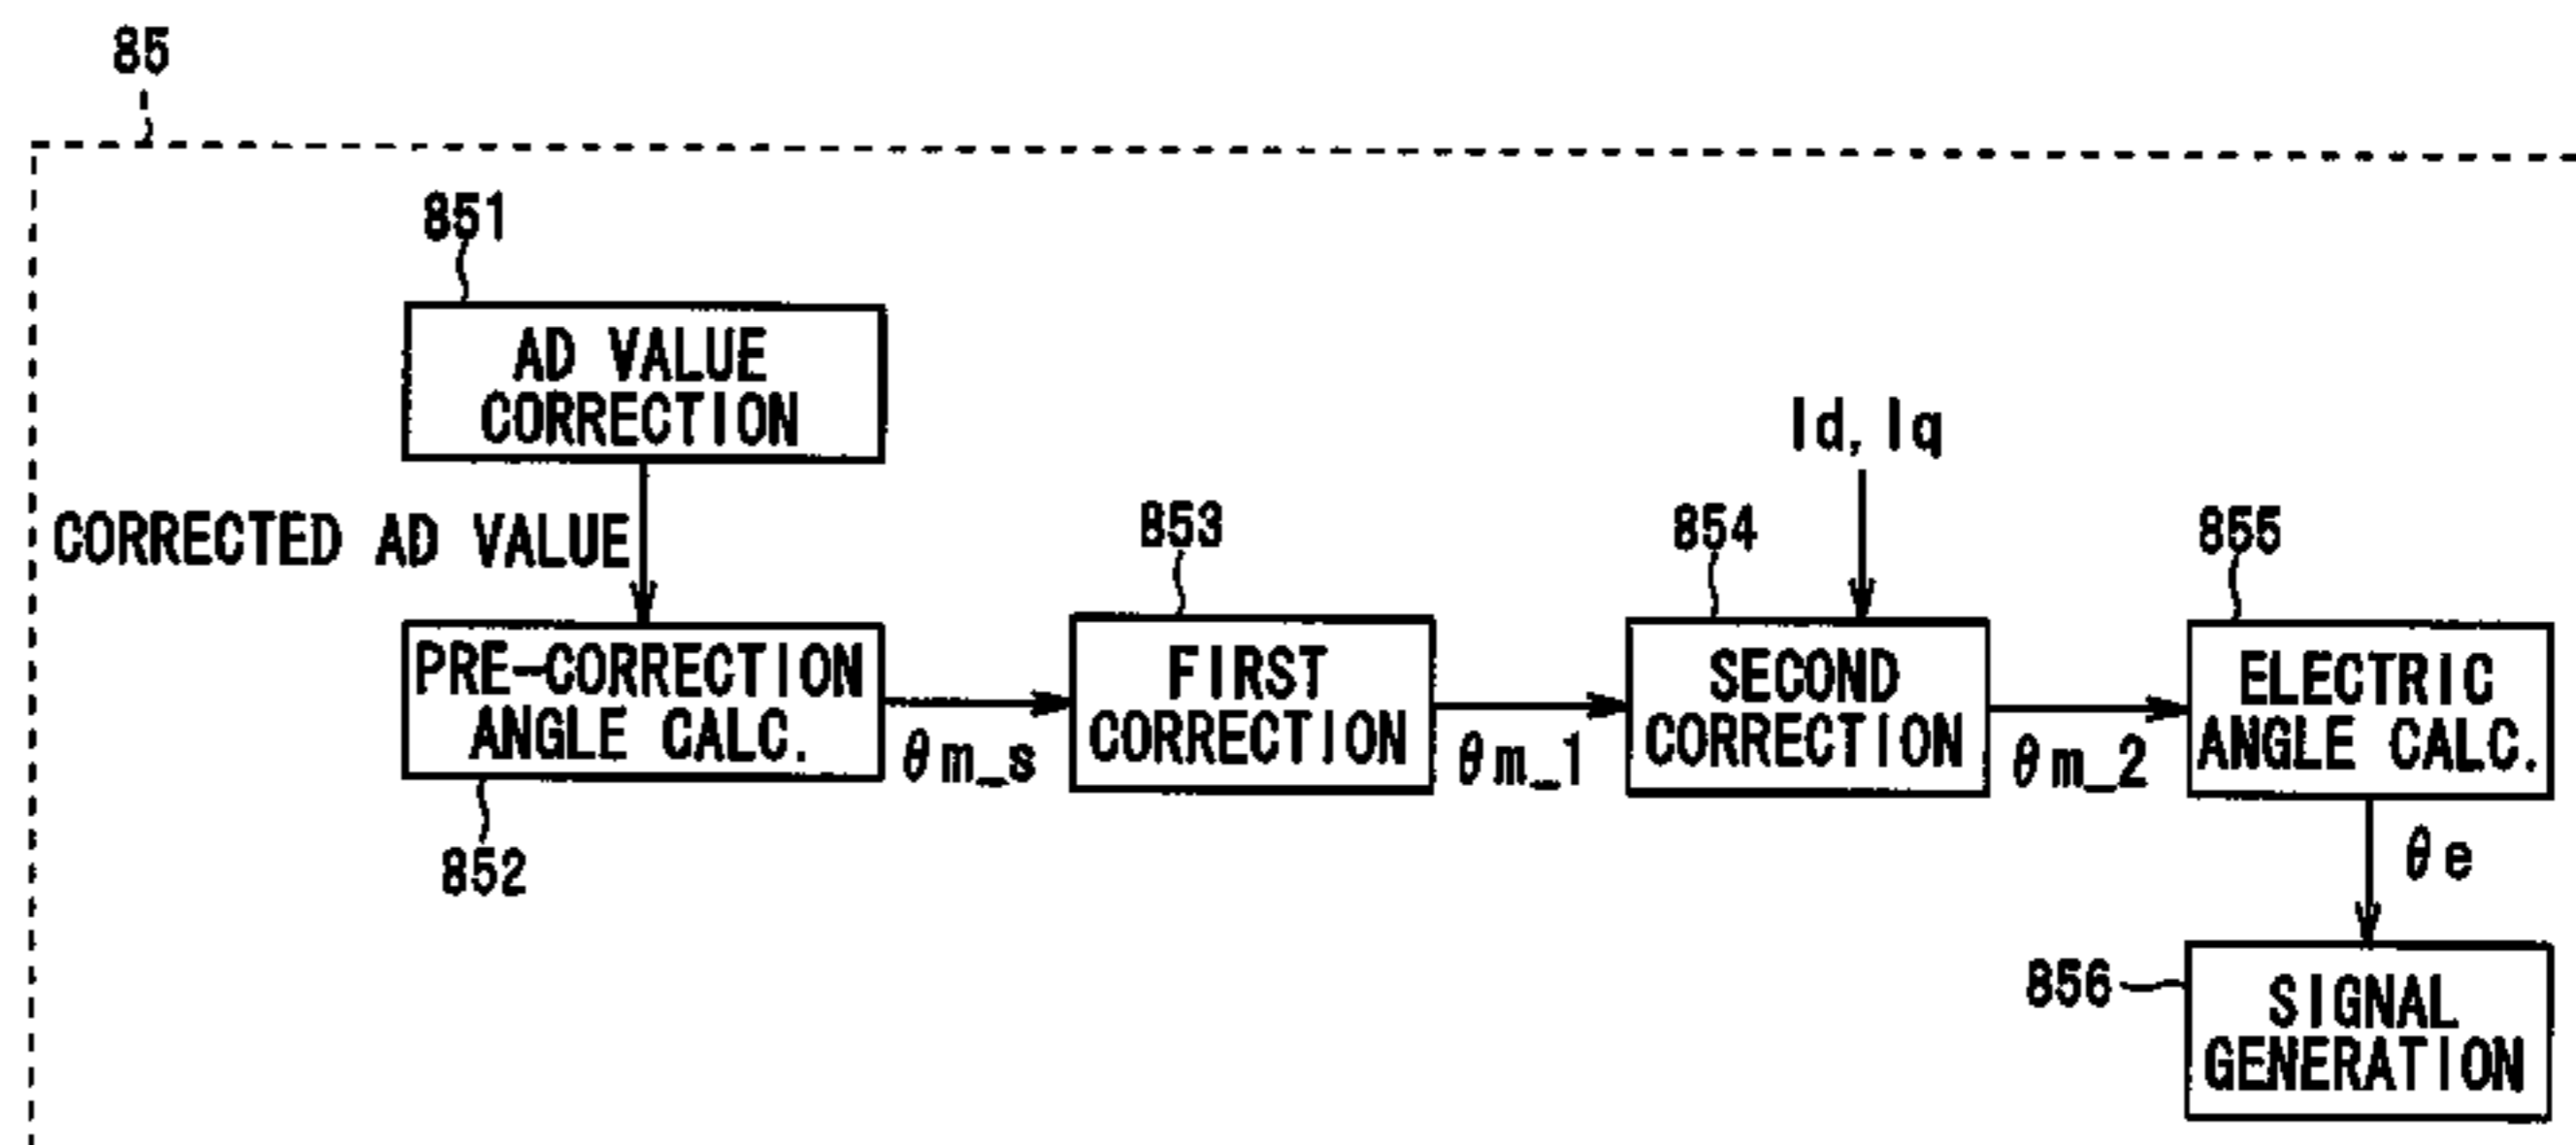 85
851
AD VALUE
CORRECTION
Id, Iq
CORRECTED AD VALUE
853
854
855
PRE-CORRECTION
ANGLE CALC.
FIRST
CORRECTION
SECOND
CORRECTION
ELECTRIC
ANGLE CALC.
θm_s
θm_1
θm_2
852
θe
856
SIGNAL
GENERATION